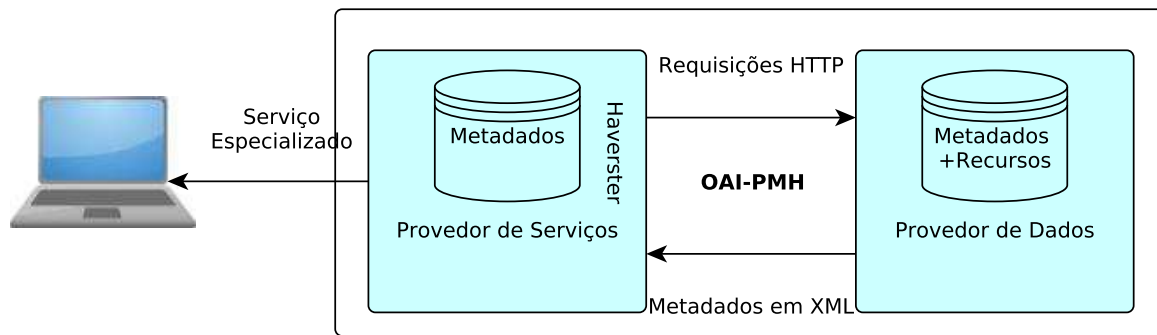 Serviço
Especializado
Metadados
Haverster
Provedor de Serviços
Requisições HTTP
OAI-PMH
Metadados em XML
Metadados
+Recursos
Provedor de Dados